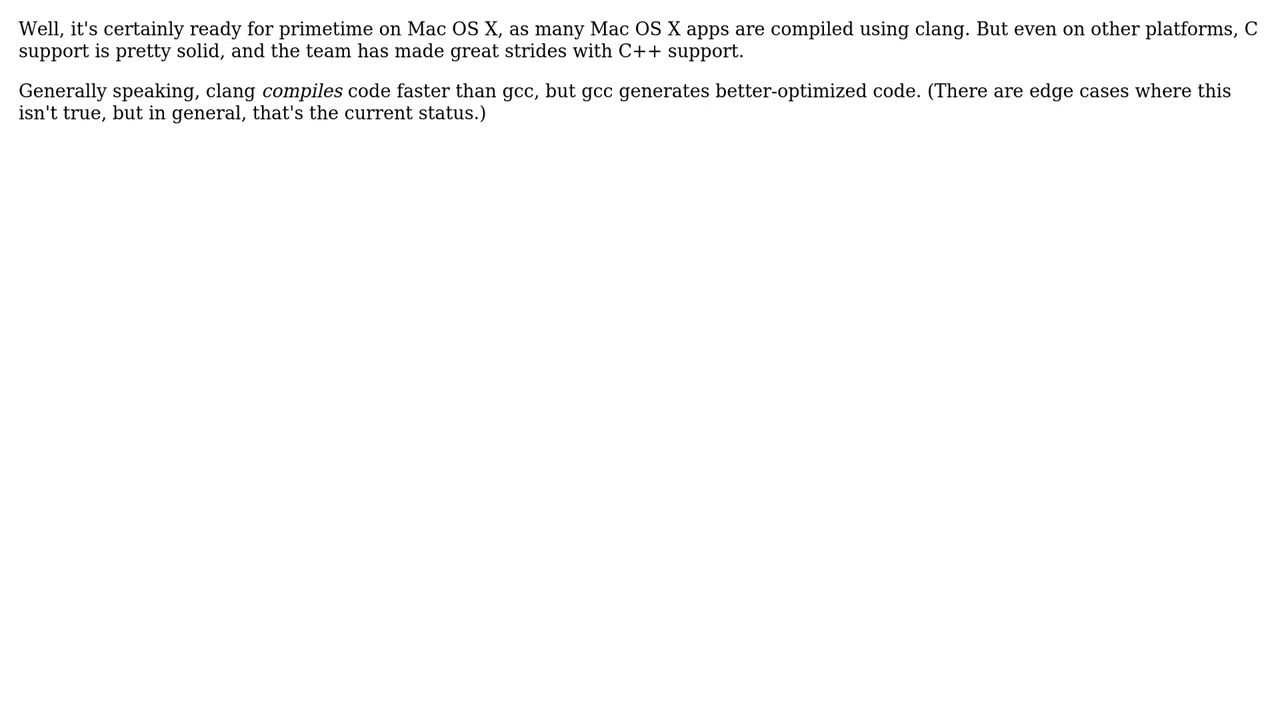 Well, it's certainly ready for primetime on Mac OS X, as many Mac OS X apps are compiled using clang. But even on other platforms, C
support is pretty solid, and the team has made great strides with C++ support.
Generally speaking, clang compiles code faster than gcc, but gcc generates better-optimized code. (There are edge cases where this
isn't true, but in general, that's the current status.)